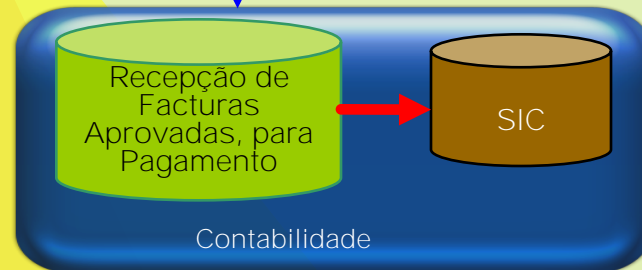 Recepção de
Facturas
Aprovadas, para
Pagamento
SIC
Contabilidade